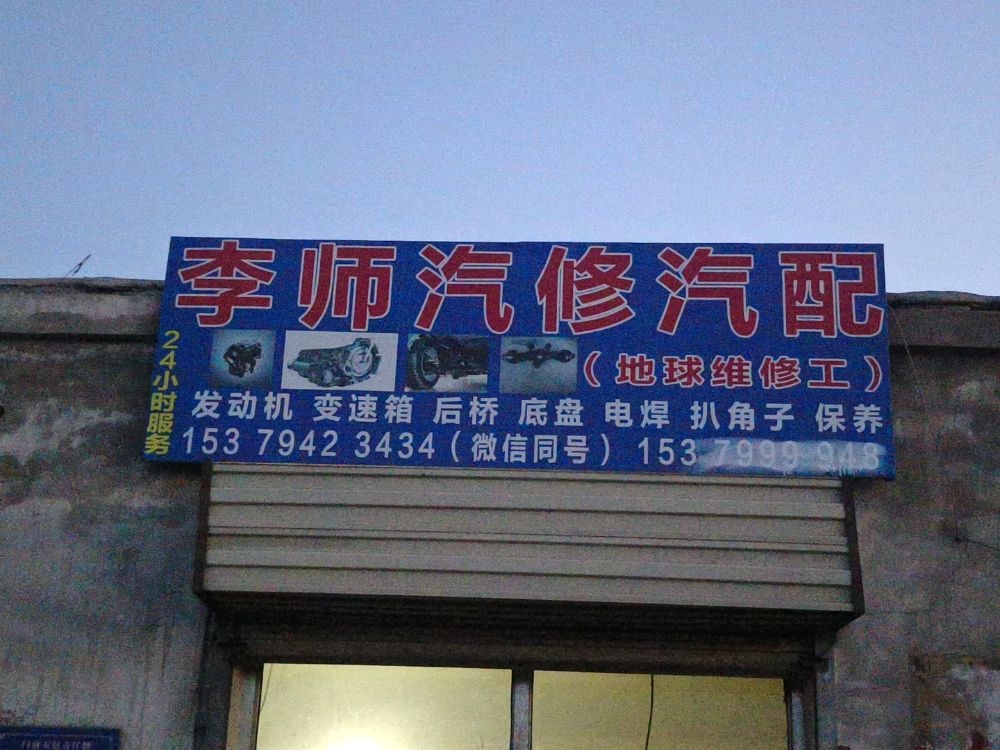 李师汽修汽配
24小时服务
（地球维修工）
发动机 变速箱 后桥 底盘 电焊 扒角子 保养
153 7942 3434（微信同号） 153 7999 948